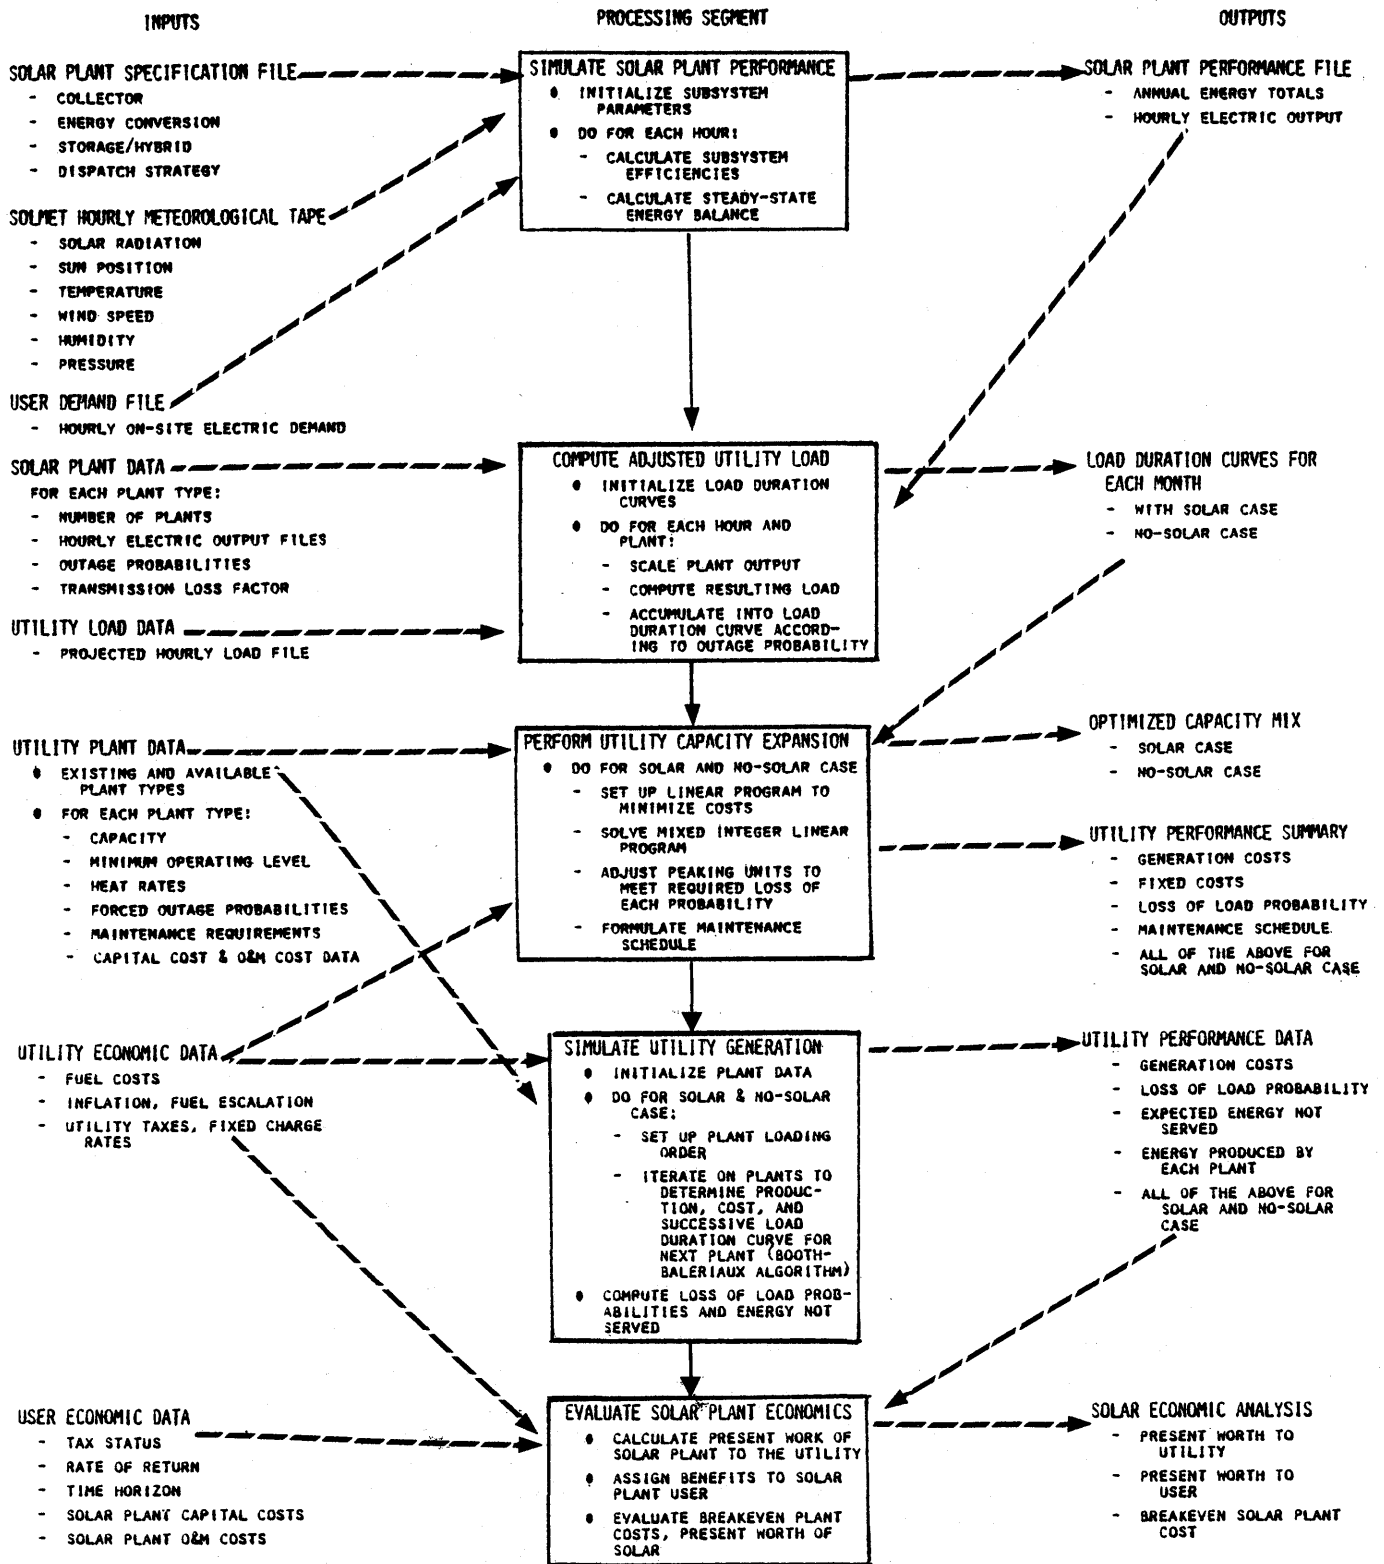 INPUTS
SOLAR PLANT SPECIFICATION FILE
- COLLECTOR
- ENERGY CONVERSION
- STORAGE/HYBRID
- DISPATCH STRATEGY
SOLMET HOURLY METEOROLOGICAL TAPE
- SOLAR RADIATION
- SUN POSITION
- TEMPERATURE
- WIND SPEED
- HUMIDITY
- PRESSURE
USER DEMAND FILE
- HOURLY ON-SITE ELECTRIC DEMAND
SOLAR PLANT DATA
FOR EACH PLANT TYPE:
- NUMBER OF PLANTS
- HOURLY ELECTRIC OUTPUT FILES
- OUTAGE PROBABILITIES
- TRANSMISSION LOSS FACTOR
UTILITY LOAD DATA
- PROJECTED HOURLY LOAD FILE
UTILITY PLANT DATA
● EXISTING AND AVAILABLE
PLANT TYPES
● FOR EACH PLANT TYPE:
- CAPACITY
- MINIMUM OPERATING LEVEL
- HEAT RATES
- FORCED OUTAGE PROBABILITIES
- MAINTENANCE REQUIREMENTS
- CAPITAL COST & O&M COST DATA
UTILITY ECONOMIC DATA
- FUEL COSTS
- INFLATION, FUEL ESCALATION
- UTILITY TAXES, FIXED CHARGE
RATES
USER ECONOMIC DATA
- TAX STATUS
- RATE OF RETURN
- TIME HORIZON
- SOLAR PLANT CAPITAL COSTS
- SOLAR PLANT O&M COSTS
PROCESSING SEGMENT
SIMULATE SOLAR PLANT PERFORMANCE
● INITIALIZE SUBSYSTEM
PARAMETERS
● DO FOR EACH HOUR:
- CALCULATE SUBSYSTEM
EFFICIENCIES
- CALCULATE STEADY-STATE
ENERGY BALANCE
COMPUTE ADJUSTED UTILITY LOAD
● INITIALIZE LOAD DURATION
CURVES
● DO FOR EACH HOUR AND
PLANT:
- SCALE PLANT OUTPUT
- COMPUTE RESULTING LOAD
- ACCUMULATE INTO LOAD
DURATION CURVE ACCORD-
ING TO OUTAGE PROBABILITY
PERFORM UTILITY CAPACITY EXPANSION
● DO FOR SOLAR AND NO-SOLAR CASE
- SET UP LINEAR PROGRAM TO
MINIMIZE COSTS
- SOLVE MIXED INTEGER LINEAR
PROGRAM
- ADJUST PEAKING UNITS TO
MEET REQUIRED LOSS OF
EACH PROBABILITY
- FORMULATE MAINTENANCE
SCHEDULE
SIMULATE UTILITY GENERATION
● INITIALIZE PLANT DATA
● DO FOR SOLAR & NO-SOLAR
CASE:
- SET UP PLANT LOADING
ORDER
- ITERATE ON PLANTS TO
DETERMINE PRODUC-
TION, COST, AND
SUCCESSIVE LOAD
DURATION CURVE FOR
NEXT PLANT (BOOTH-
BALERIAUX ALGORITHM)
● COMPUTE LOSS OF LOAD PROB-
ABILITIES AND ENERGY NOT
SERVED
EVALUATE SOLAR PLANT ECONOMICS
● CALCULATE PRESENT WORK OF
SOLAR PLANT TO THE UTILITY
● ASSIGN BENEFITS TO SOLAR
PLANT USER
● EVALUATE BREAKEVEN PLANT
COSTS, PRESENT WORTH OF
SOLAR
OUTPUTS
SOLAR PLANT PERFORMANCE FILE
- ANNUAL ENERGY TOTALS
- HOURLY ELECTRIC OUTPUT
LOAD DURATION CURVES FOR
EACH MONTH
- WITH SOLAR CASE
- NO-SOLAR CASE
OPTIMIZED CAPACITY MIX
- SOLAR CASE
- NO-SOLAR CASE
UTILITY PERFORMANCE SUMMARY
- GENERATION COSTS
- FIXED COSTS
- LOSS OF LOAD PROBABILITY
- MAINTENANCE SCHEDULE
- ALL OF THE ABOVE FOR
SOLAR AND NO-SOLAR CASE
UTILITY PERFORMANCE DATA
- GENERATION COSTS
- LOSS OF LOAD PROBABILITY
- EXPECTED ENERGY NOT
SERVED
- ENERGY PRODUCED BY
EACH PLANT
- ALL OF THE ABOVE FOR
SOLAR AND NO-SOLAR
CASE
SOLAR ECONOMIC ANALYSIS
- PRESENT WORTH TO
UTILITY
- PRESENT WORTH TO
USER
- BREAKEVEN SOLAR PLANT
COST